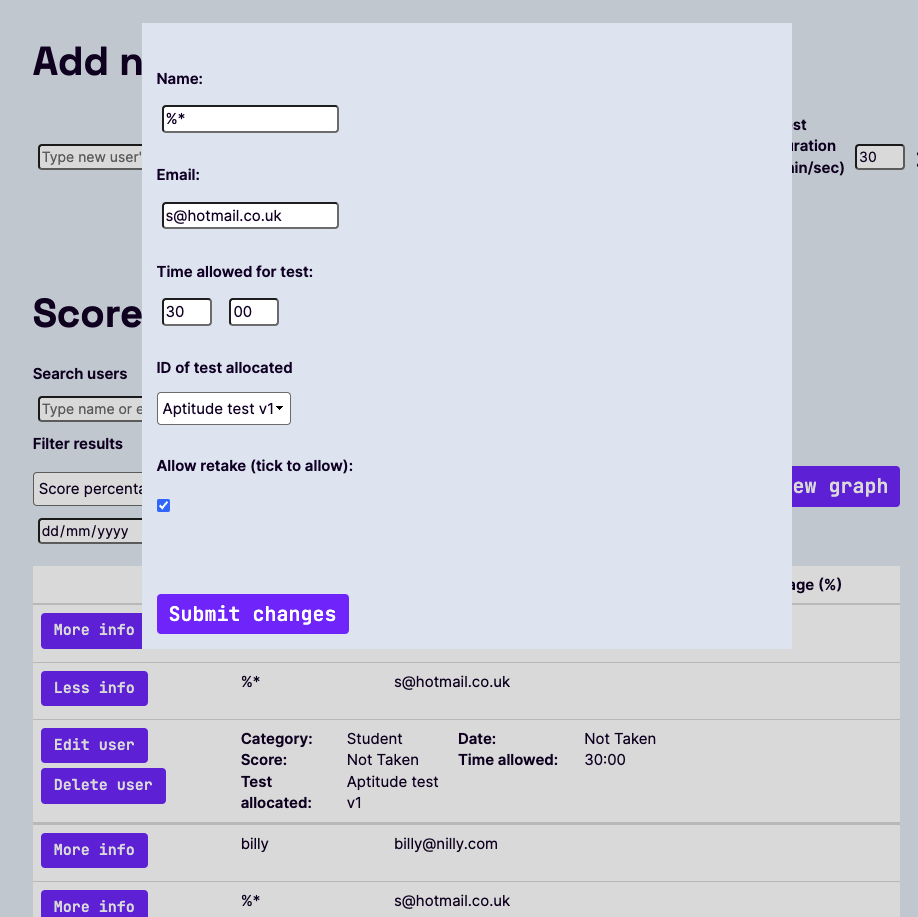 Add n
Type new user'
est
uration
in/sec)
30
Name:
%*
Email:
s@hotmail.co.uk
Time allowed for test:
30 00
ID of test allocated
Aptitude test v1
Allow retake (tick to allow):
Submit changes
Score
Search users
Type name or e
Filter results
Score percenta
dd/mm/yyyy
ew graph
age (%)
More info
Less info %* s@hotmail.co.uk
Edit user Category: Student Date: Not Taken
Score: Not Taken Time allowed: 30:00
Delete user Test Aptitude test
allocated: v1
More info billy billy@nilly.com
More info %* s@hotmail.co.uk